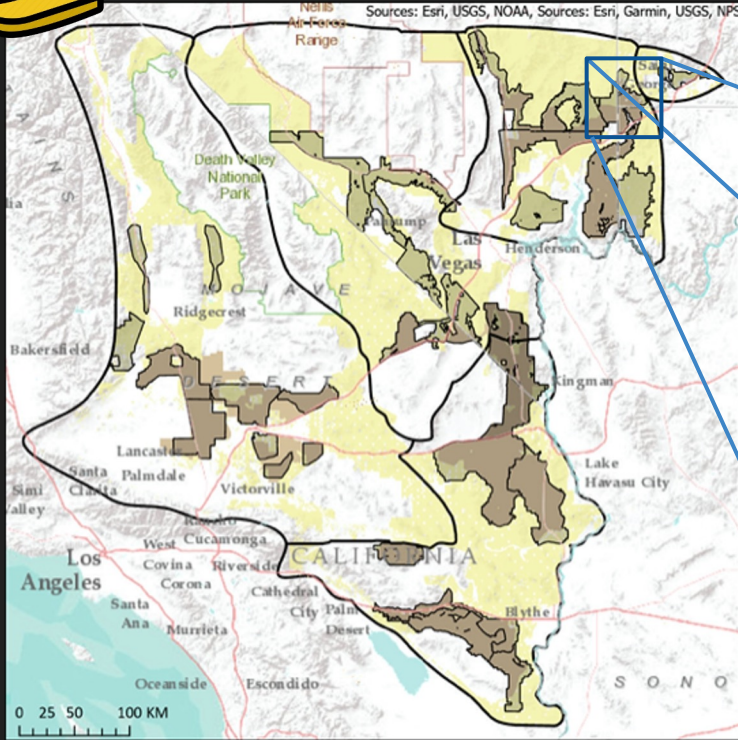 Sources: Esri, USGS, NOAA, Sources: Esri, Garmin, USGS, NPS
Nellis
Air Force
Range
Death Valley
National
Park
Pahrump
Las
Vegas
Henderson
MOJAVE
DESERT
Ridgecrest
Bakersfield
Kingman
Lancaster
Palmdale
Santa
Clarita
Simi
Valley
Victorville
Lake
Havasu City
Rancho
Cucamonga
West
Covina
Riverside
Corona
CALIFORNIA
Los
Angeles
Cathedral
City
Palm
Desert
Blythe
Santa
Ana
Murrieta
Oceanside
Escondido
SONO
0 25 50 100 KM